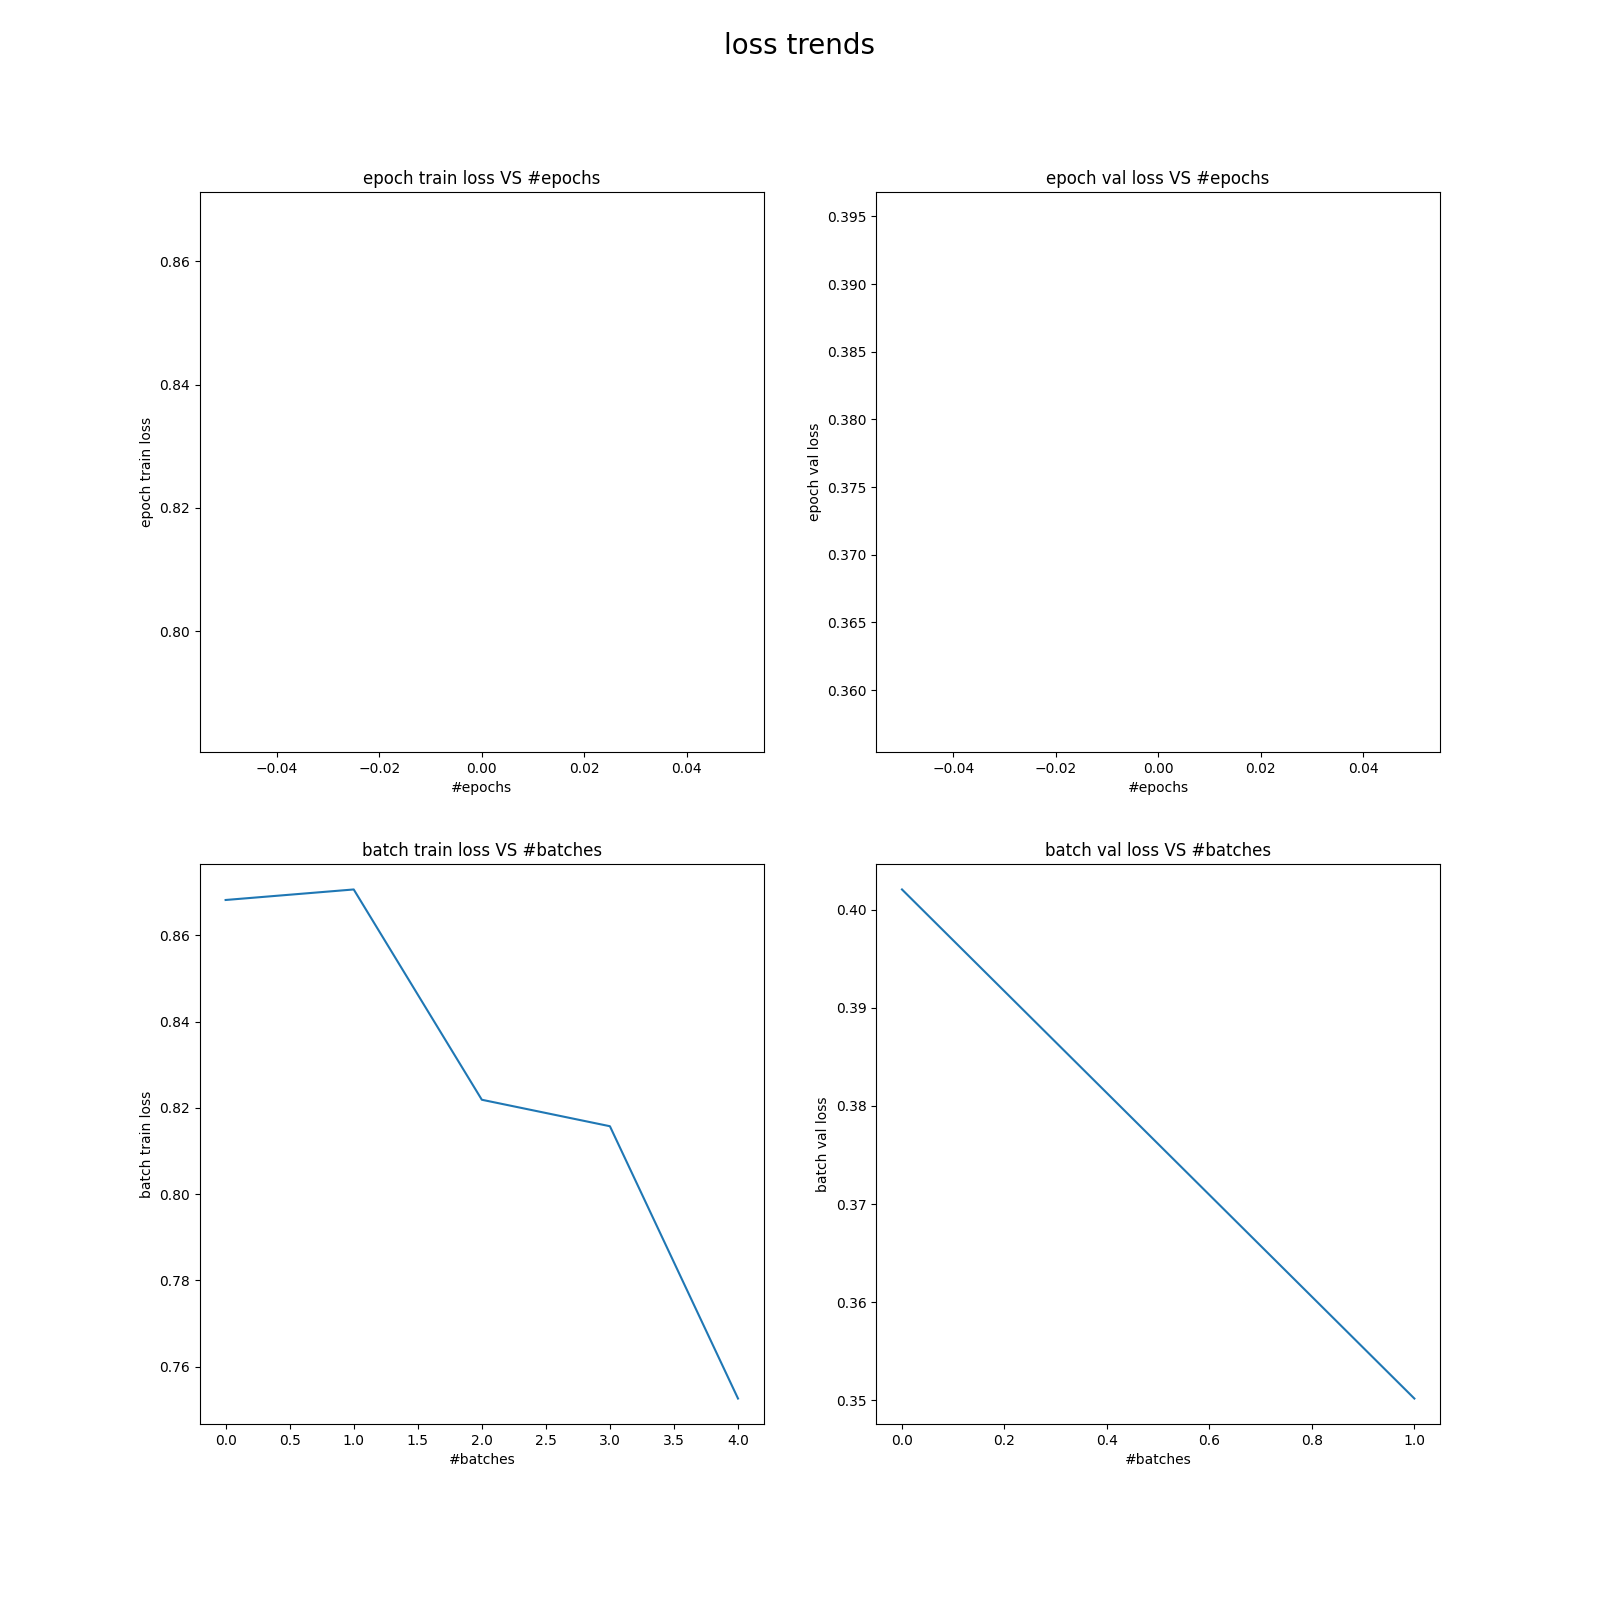 loss trends
epoch train loss VS #epochs
0.86
0.84
0.82
0.80
epoch train loss
−0.04 −0.02 0.00 0.02 0.04
#epochs
epoch val loss VS #epochs
0.395
0.390
0.385
0.380
0.375
0.370
0.365
0.360
epoch val loss
−0.04 −0.02 0.00 0.02 0.04
#epochs
batch train loss VS #batches
0.86
0.84
0.82
0.80
0.78
0.76
batch train loss
0.0 0.5 1.0 1.5 2.0 2.5 3.0 3.5 4.0
#batches
batch val loss VS #batches
0.40
0.39
0.38
0.37
0.36
0.35
batch val loss
0.0 0.2 0.4 0.6 0.8 1.0
#batches